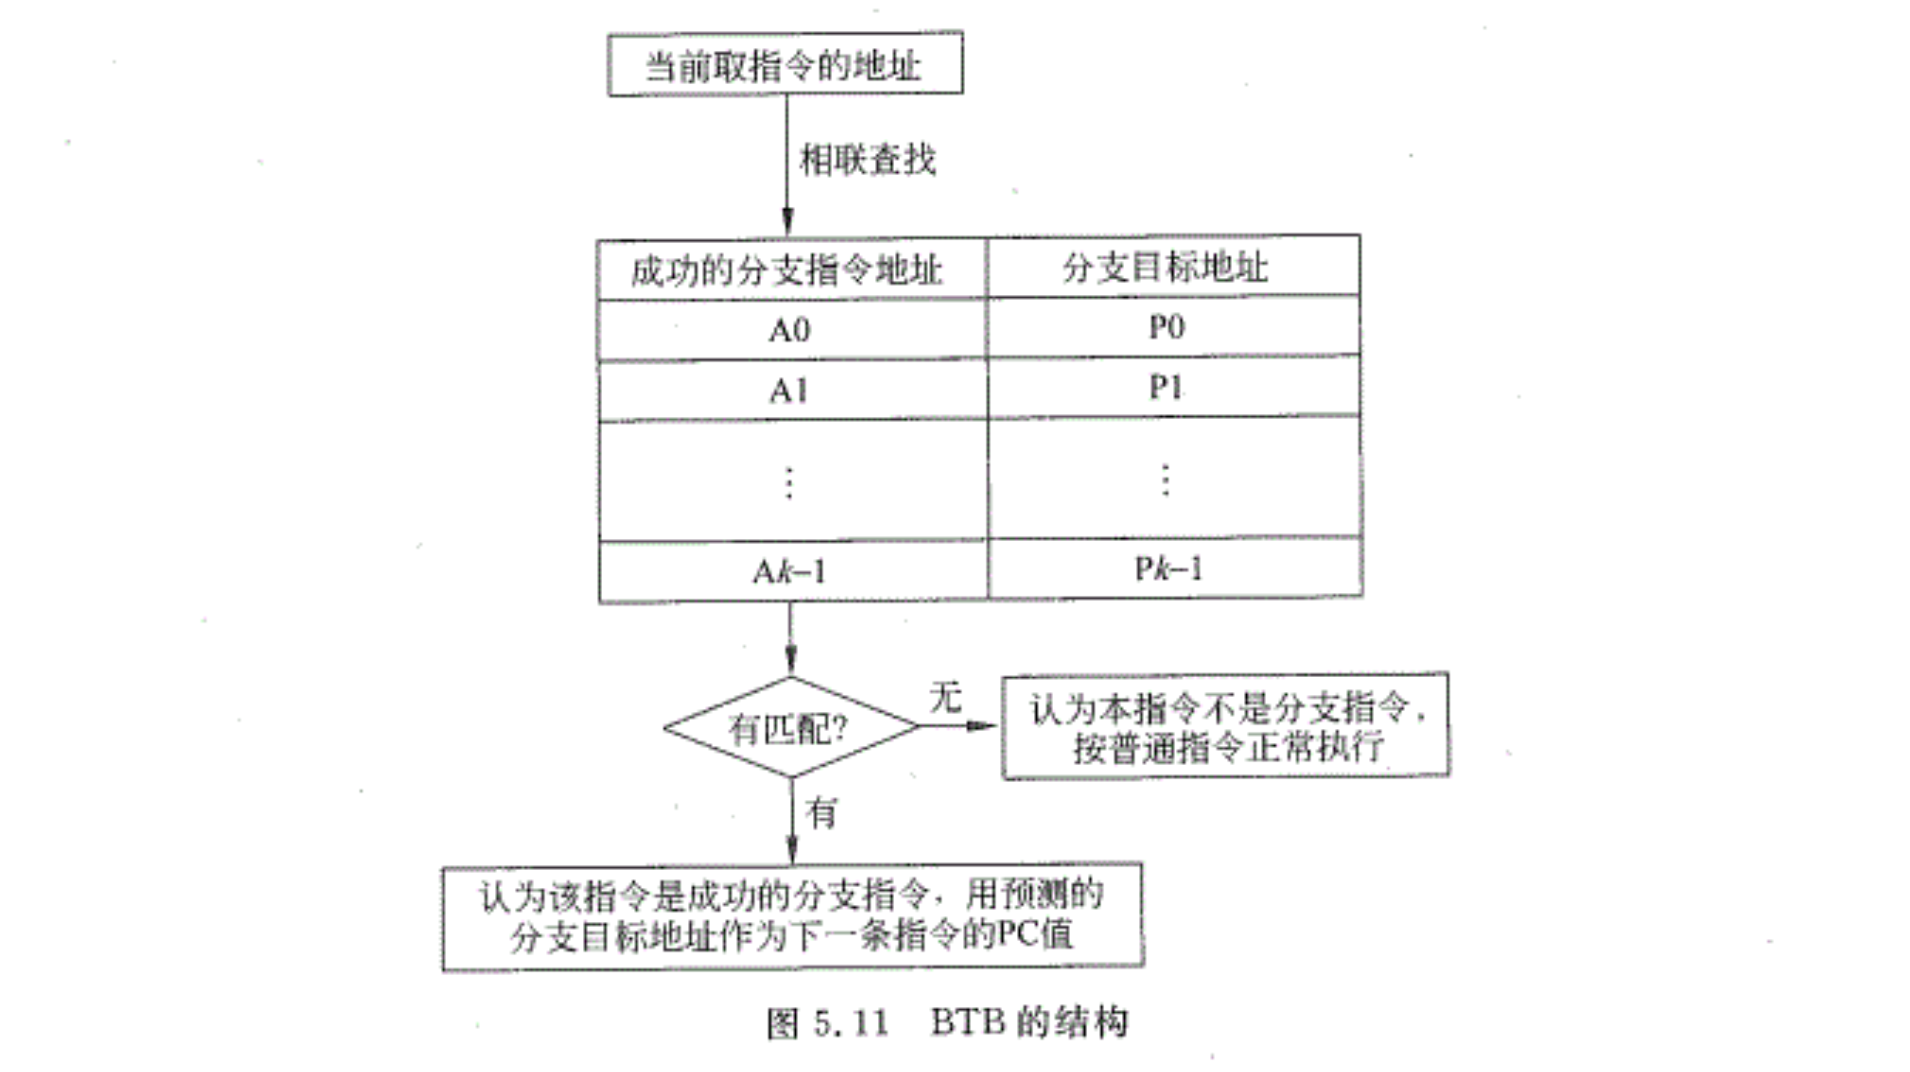 当前取指令的地址
相联查找
成功的分支指令地址 分支目标地址
A0 P0
A1 P1
⋮ ⋮
Ak-1 Pk-1
有匹配?
无
认为本指令不是分支指令，
按普通指令正常执行
有
认为该指令是成功的分支指令，用预测的
分支目标地址作为下一条指令的PC值
图 5.11 BTB 的结构